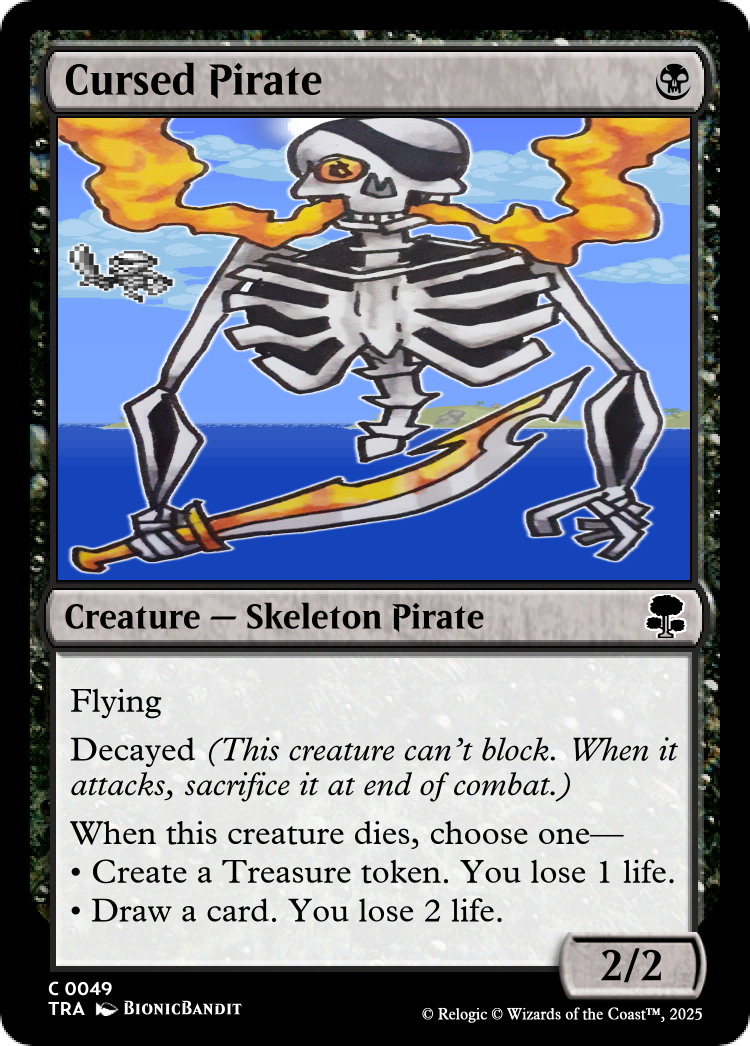 Cursed Pirate
Creature — Skeleton Pirate
Flying
Decayed (This creature can't block. When it
attacks, sacrifice it at end of combat.)
When this creature dies, choose one—
• Create a Treasure token. You lose 1 life.
• Draw a card. You lose 2 life.
2/2
C 0049
TRA BionicBandit
© Relogic © Wizards of the Coast™, 2025